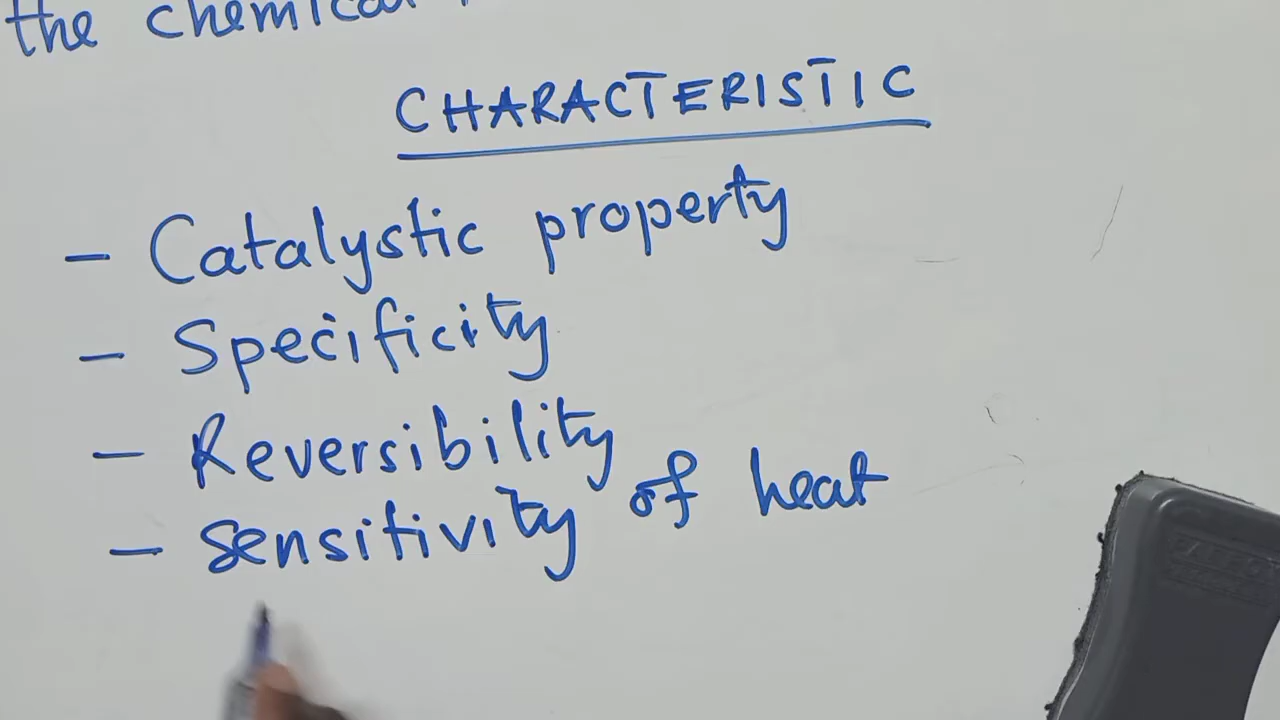 the chemical
CHARACTERISTIC
- Catalystic property
- Specificity
- Reversibility
- Sensitivity of heat